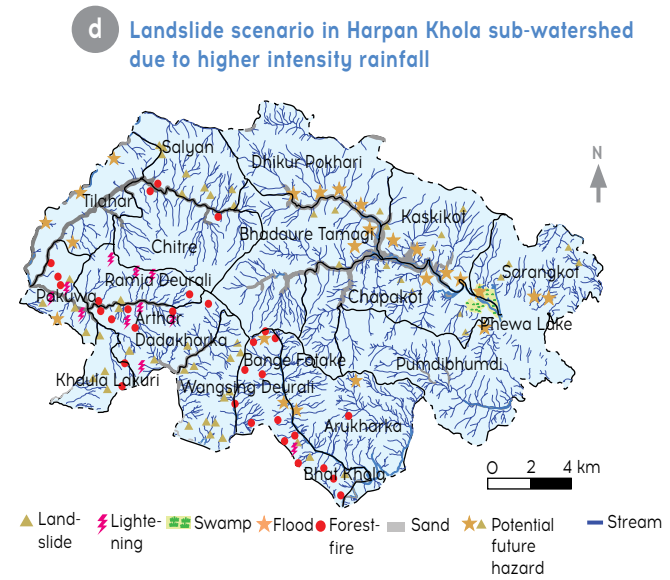 d
Landslide scenario in Harpan Khola sub-watershed
due to higher intensity rainfall
N
Salyan
Dhikur Pokhari
Tilahar
Kaskikot
Bhadaure Tamagi
Chitre
Sarangkot
Ramja Deurali
Pakuwa
Chapakot
Arthar
Phewa Lake
Dadakharka
Bange Fatake
Pumdibhumdi
Khaula Lakuri
Wangsing Deurali
Arukharka
Bhat Khola
0 2 4 km
Land-
slide
Lighte-
ning
Swamp
Flood
Forest-
fire
Sand
Potential
future
hazard
Stream